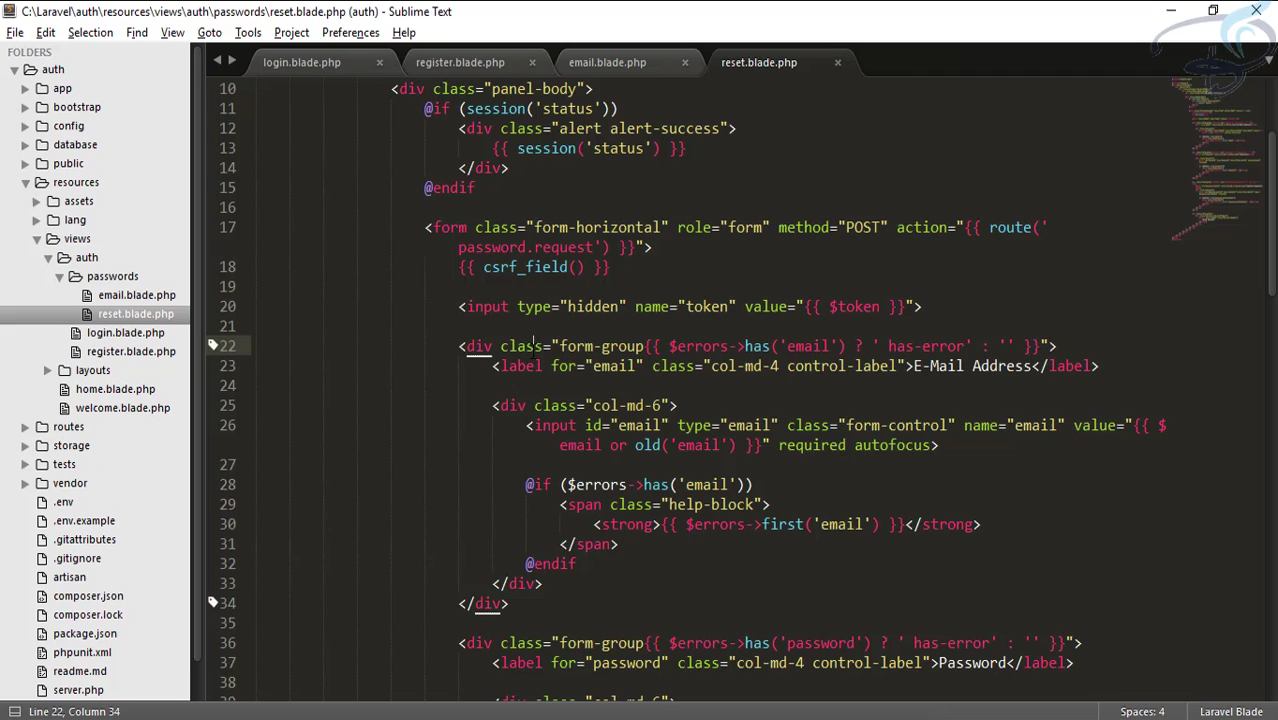 C:\Laravel\auth\resources\views\auth\passwords\reset.blade.php (auth) - Sublime Text
File Edit Selection Find View Goto Tools Project Preferences Help
FOLDERS
auth
app
bootstrap
config
database
public
resources
assets
lang
views
auth
passwords
email.blade.php
reset.blade.php
login.blade.php
register.blade.php
layouts
home.blade.php
welcome.blade.php
routes
storage
tests
vendor
.env
.env.example
.gitattributes
.gitignore
artisan
composer.json
composer.lock
package.json
phpunit.xml
readme.md
server.php
login.blade.php × register.blade.php × email.blade.php × reset.blade.php ×
10 <div class="panel-body">
11 @if (session('status'))
12 <div class="alert alert-success">
13 {{ session('status') }}
14 </div>
15 @endif
16
17 <form class="form-horizontal" role="form" method="POST" action="{{ route('
password.request') }}">
18 {{ csrf_field() }}
19
20 <input type="hidden" name="token" value="{{ $token }}">
21
22 <div class="form-group{{ $errors->has('email') ? ' has-error' : '' }}">
23 <label for="email" class="col-md-4 control-label">E-Mail Address</label>
24
25 <div class="col-md-6">
26 <input id="email" type="email" class="form-control" name="email" value="{{ $
email or old('email') }}" required autofocus>
27
28 @if ($errors->has('email'))
29 <span class="help-block">
30 <strong>{{ $errors->first('email') }}</strong>
31 </span>
32 @endif
33 </div>
34 </div>
35
36 <div class="form-group{{ $errors->has('password') ? ' has-error' : '' }}">
37 <label for="password" class="col-md-4 control-label">Password</label>
38
39 <div class="col-md-6">
Line 22, Column 34 Spaces: 4 Laravel Blade